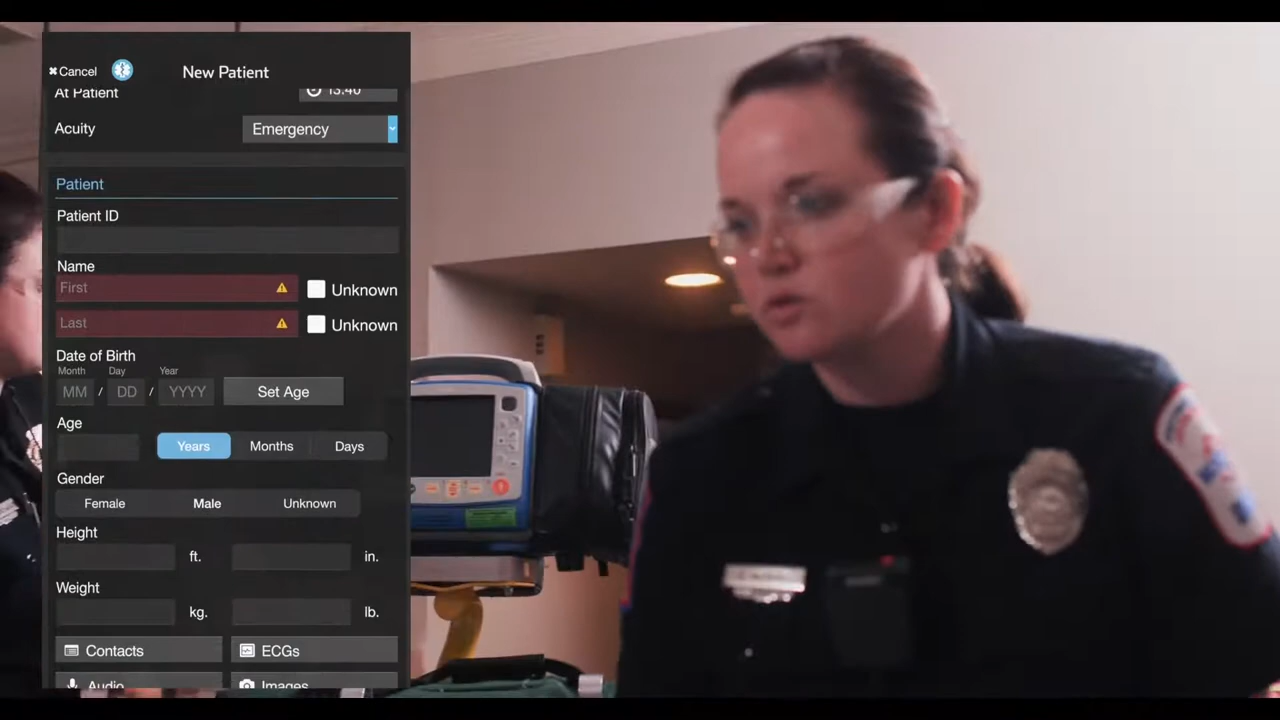 ✖Cancel
New Patient
At Patient
13:40
Acuity
Emergency
Patient
Patient ID
Name
First
Unknown
Last
Unknown
Date of Birth
Month Day Year
MM / DD / YYYY
Set Age
Age
Years Months Days
Gender
Female Male Unknown
Height
ft. in.
Weight
kg. lb.
Contacts
ECGs
Audio
Images